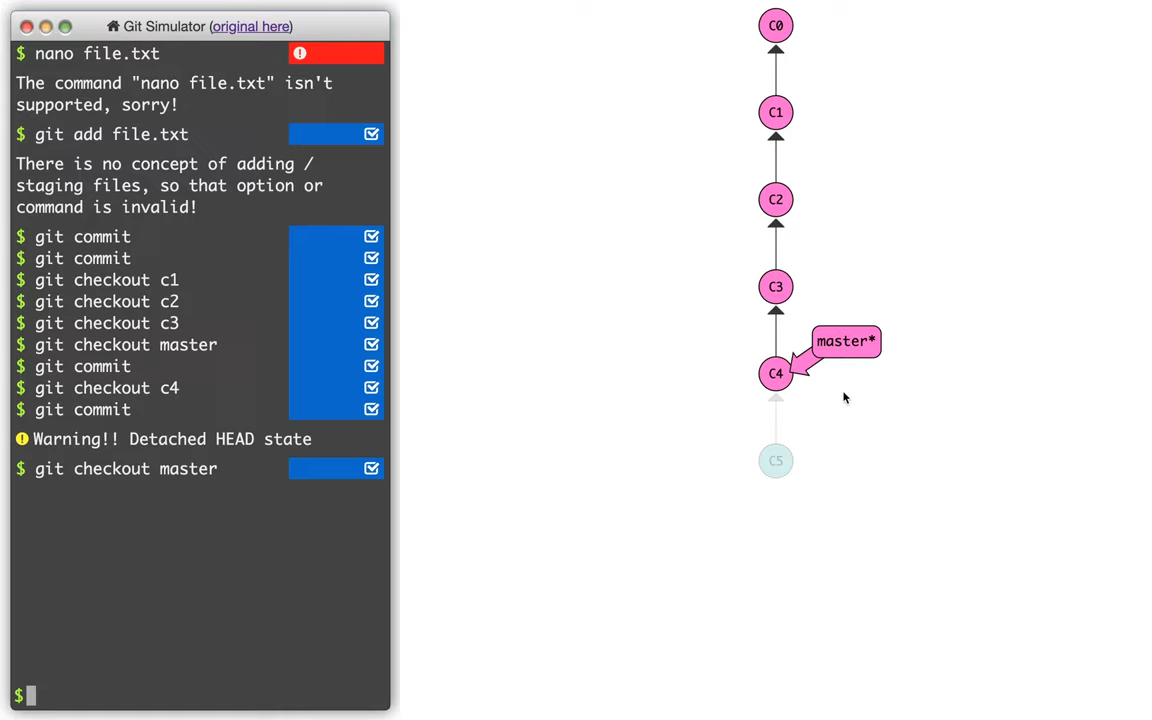 Git Simulator (original here)
$ nano file.txt
The command "nano file.txt" isn't
supported, sorry!
$ git add file.txt
There is no concept of adding /
staging files, so that option or
command is invalid!
$ git commit
$ git commit
$ git checkout c1
$ git checkout c2
$ git checkout c3
$ git checkout master
$ git commit
$ git checkout c4
$ git commit
Warning!! Detached HEAD state
$ git checkout master
$
C0
C1
C2
C3
master*
C4
C5